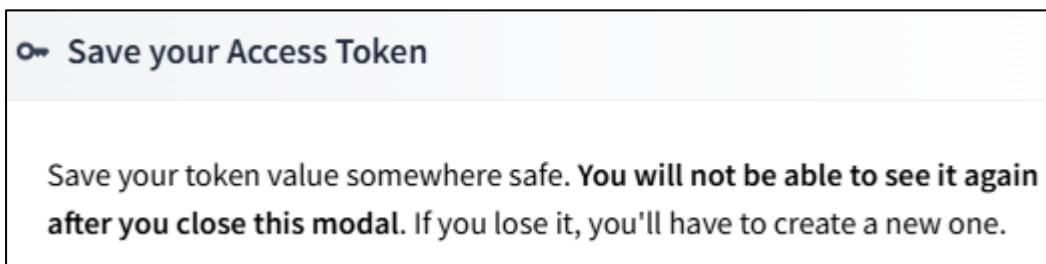 Save your Access Token
Save your token value somewhere safe. You will not be able to see it again
after you close this modal. If you lose it, you'll have to create a new one.